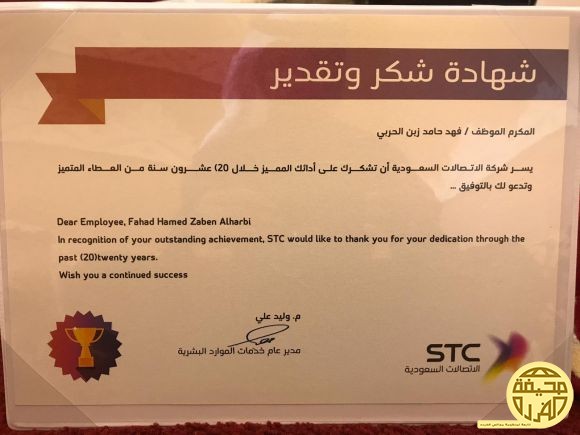 شهادة شكر وتقدير
المكرم الموظف / فهد حامد زبن الحربي
يسر شركة الاتصالات السعودية أن تشكرك على أدائك المميز خلال 20) عشرون سنة من العطاء المتميز
وتدعو لك بالتوفيق ...
Dear Employee, Fahad Hamed Zaben Alharbi
In recognition of your outstanding achievement, STC would like to thank you for your dedication through the
past (20)twenty years.
Wish you a continued success
م. وليد علي
مدير عام خدمات الموارد البشرية
STC
الاتصالات السعودية
صحيفة